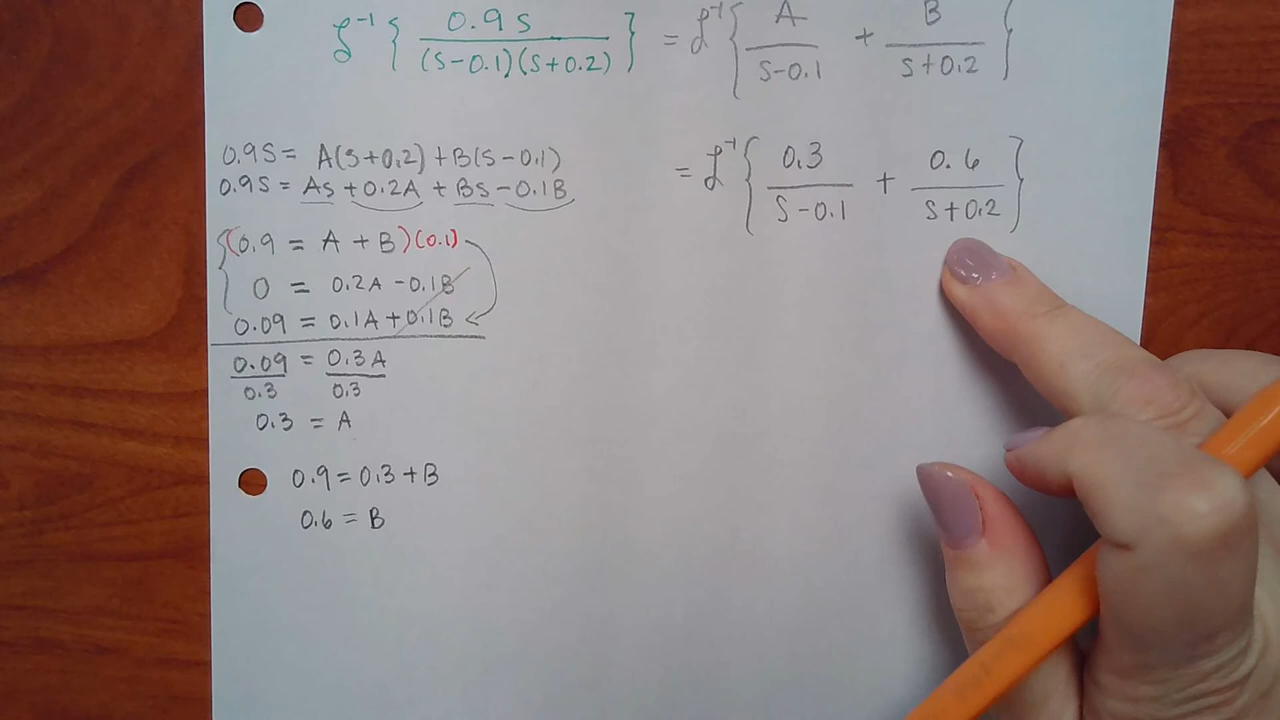 ℒ⁻¹ { 0.9s / (s-0.1)(s+0.2) } = ℒ⁻¹ { A / s-0.1 + B / s+0.2 }
= ℒ⁻¹ { 0.3 / s-0.1 + 0.6 / s+0.2 }
0.9s = A(s+0.2) + B(s-0.1)
0.9s = As + 0.2A + Bs - 0.1B
(0.9 = A + B)(0.1)
0 = 0.2A - 0.1B
0.09 = 0.1A + 0.1B
0.09 / 0.3 = 0.3A / 0.3
0.3 = A
0.9 = 0.3 + B
0.6 = B